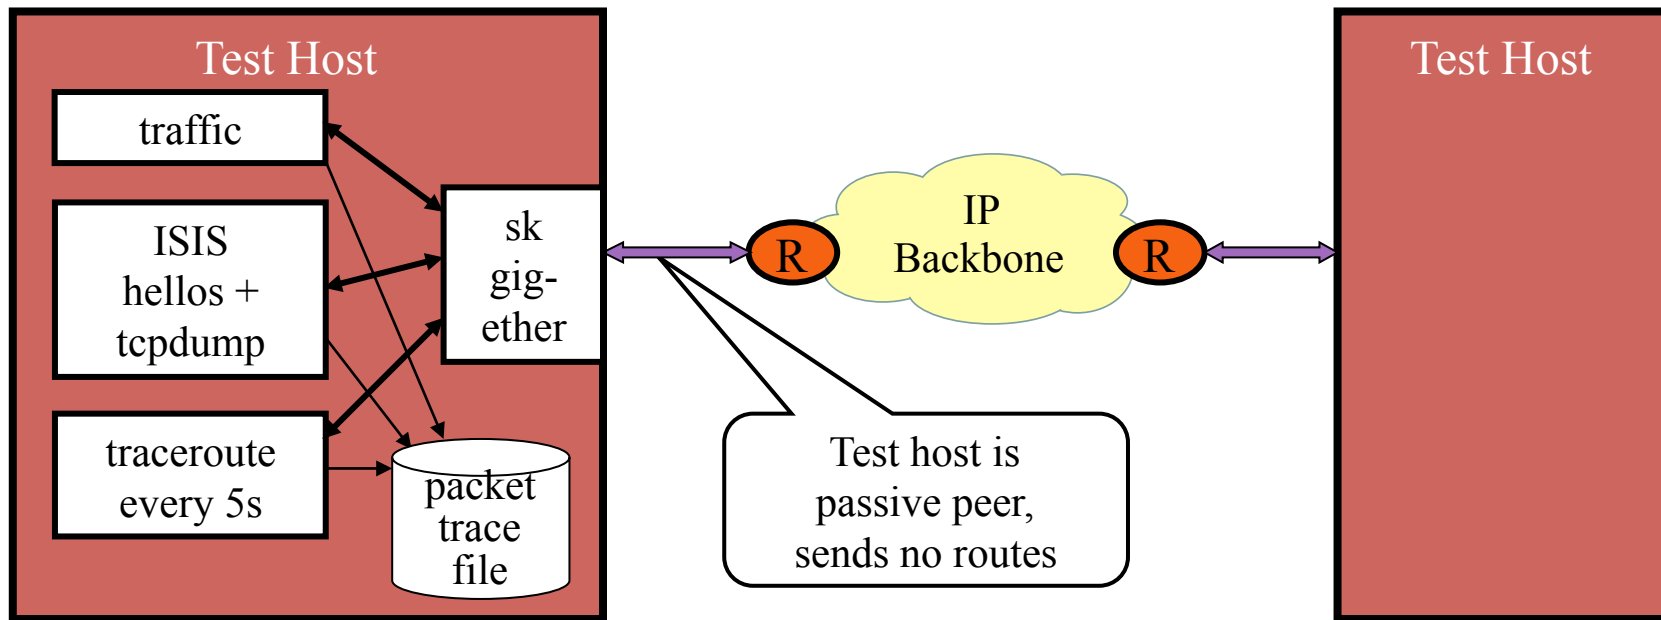 Test Host
traffic
ISIS
hellos +
tcpdump
traceroute
every 5s
sk
gig-
ether
packet
trace
file
R
IP
Backbone
R
Test host is
passive peer,
sends no routes
Test Host